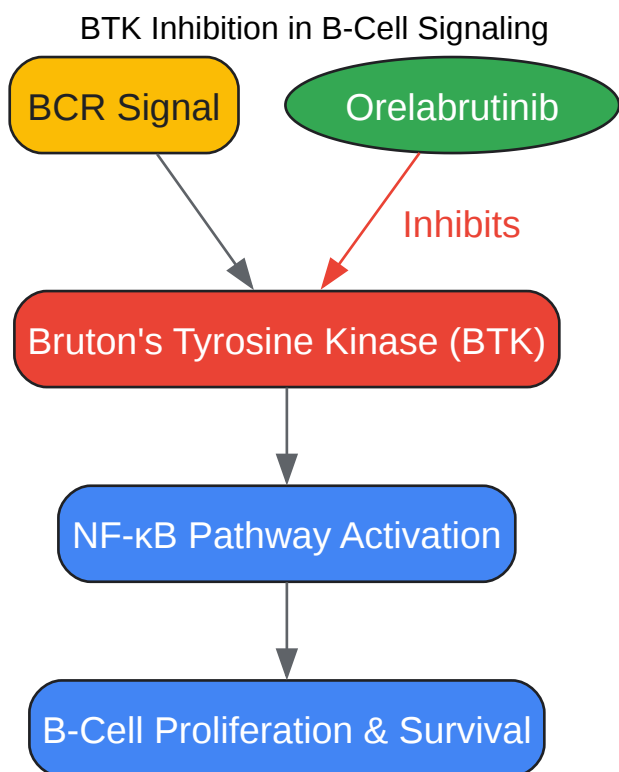 BTK Inhibition in B-Cell Signaling
BCR Signal
Orelabrutinib
Inhibits
Bruton's Tyrosine Kinase (BTK)
NF-κB Pathway Activation
B-Cell Proliferation & Survival